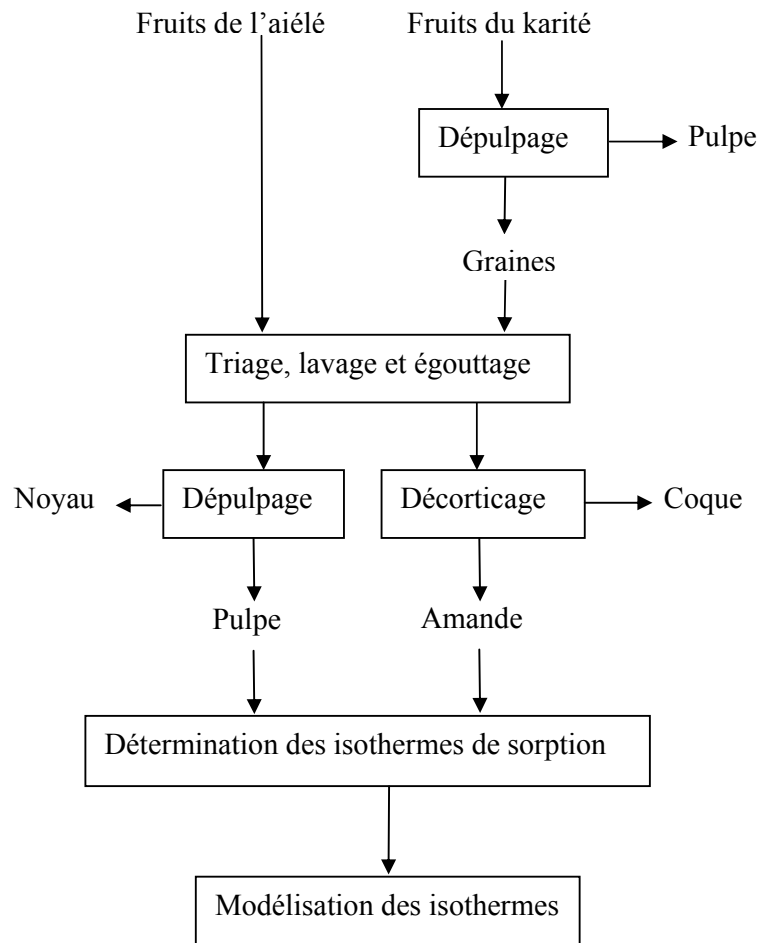 Fruits de l’aiélé
Fruits du karité
Dépulpage
Pulpe
Graines
Triage, lavage et égouttage
Noyau
Dépulpage
Décorticage
Coque
Pulpe
Amande
Détermination des isothermes de sorption
Modélisation des isothermes